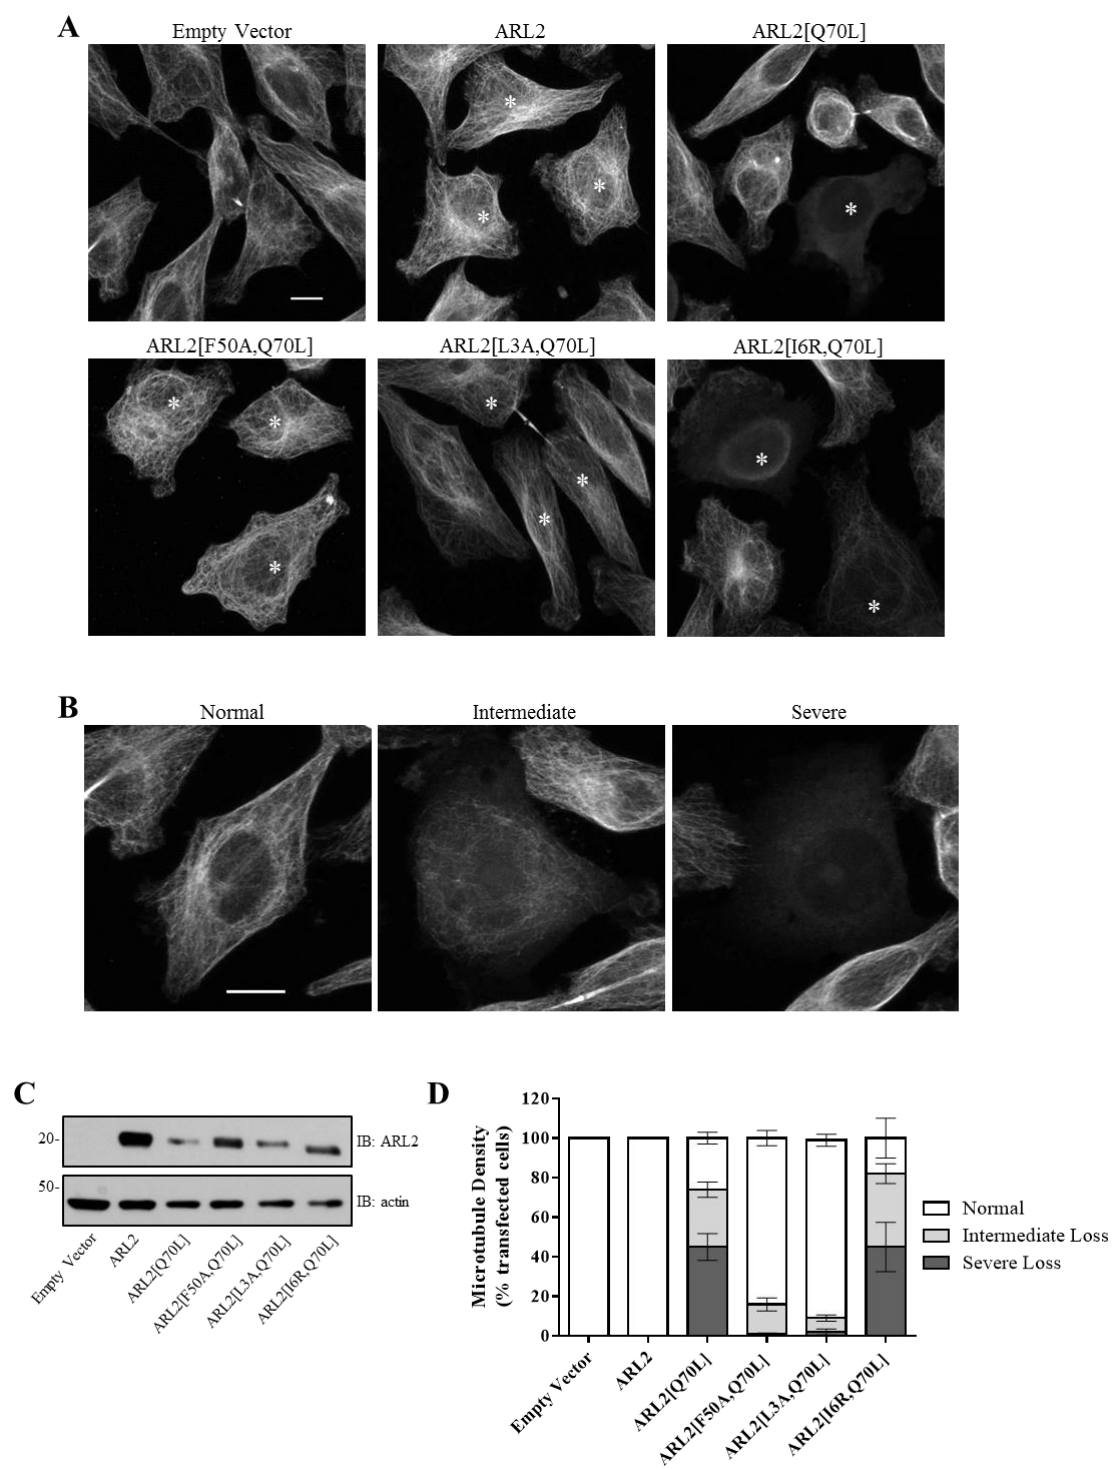 A
Empty Vector
ARL2
ARL2[Q70L]
*
*
*
*
ARL2[F50A,Q70L]
ARL2[L3A,Q70L]
ARL2[I6R,Q70L]
*
*
*
*
*
*
*
*
B
Normal
Intermediate
Severe
C
20-
IB: ARL2
50-
IB: actin
Empty Vector
ARL2
ARL2[Q70L]
ARL2[F50A,Q70L]
ARL2[L3A,Q70L]
ARL2[I6R,Q70L]
D
Microtubule Density
(% transfected cells)
120
100
80
60
40
20
0
Empty Vector
ARL2
ARL2[Q70L]
ARL2[F50A,Q70L]
ARL2[L3A,Q70L]
ARL2[I6R,Q70L]
Normal
Intermediate Loss
Severe Loss